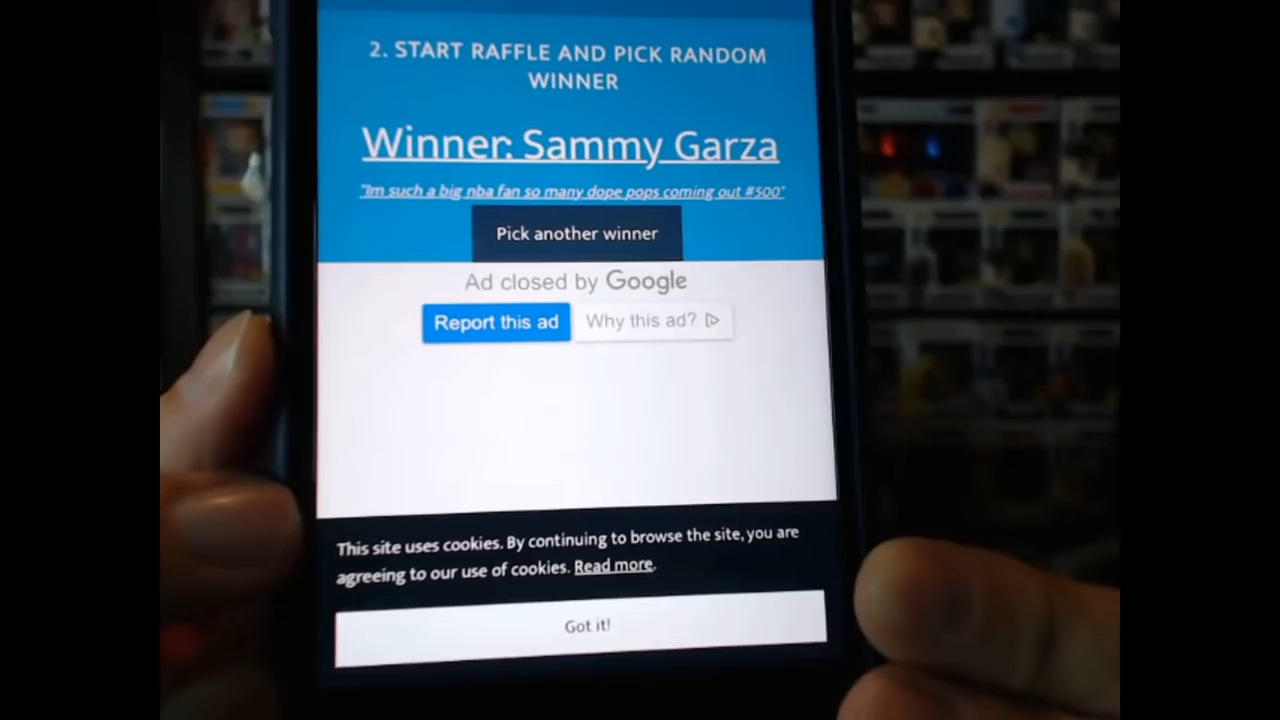 2. START RAFFLE AND PICK RANDOM
WINNER
Winner: Sammy Garza
"Im such a big nba fan so many dope pops coming out #500"
Pick another winner
Ad closed by Google
Report this ad
Why this ad?
This site uses cookies. By continuing to browse the site, you are
agreeing to our use of cookies. Read more.
Got it!